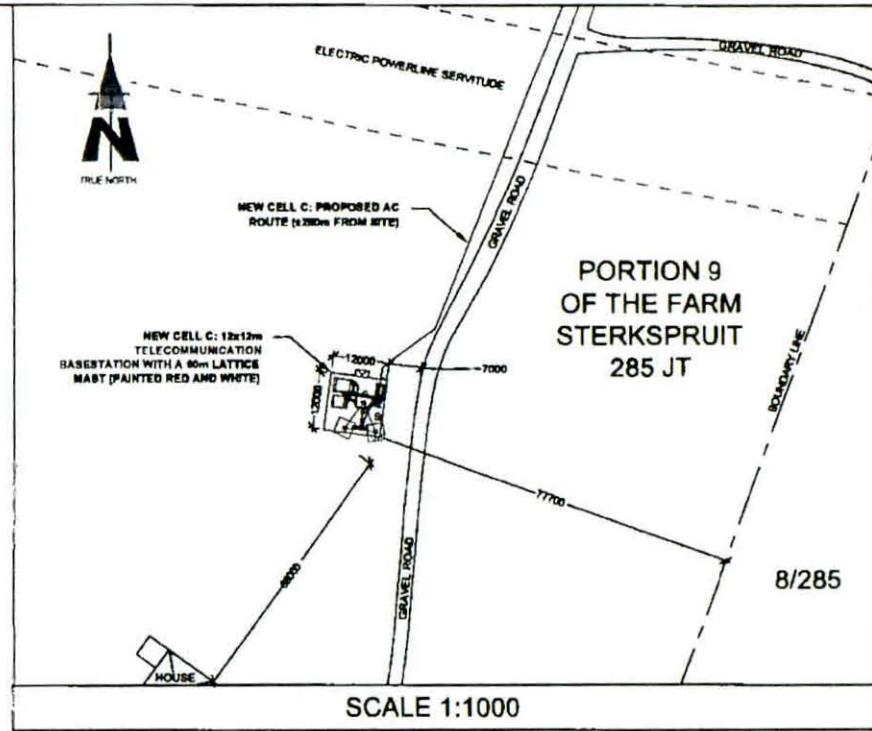 ELECTRIC POWERLINE SERVITUDE
GRAVEL ROAD
N
TRUE NORTH
NEW CELL C: PROPOSED AC
ROUTE (±280m FROM SITE)
GRAVEL ROAD
PORTION 9
OF THE FARM
STERKSPRUIT
285 JT
NEW CELL C: 12x12m
TELECOMMUNICATION
BASESTATION WITH A 60m LATTICE
MAST (PAINTED RED AND WHITE)
12000
7000
12000
BOUNDARY LINE
77700
GRAVEL ROAD
8/285
HOUSE
SCALE 1:1000